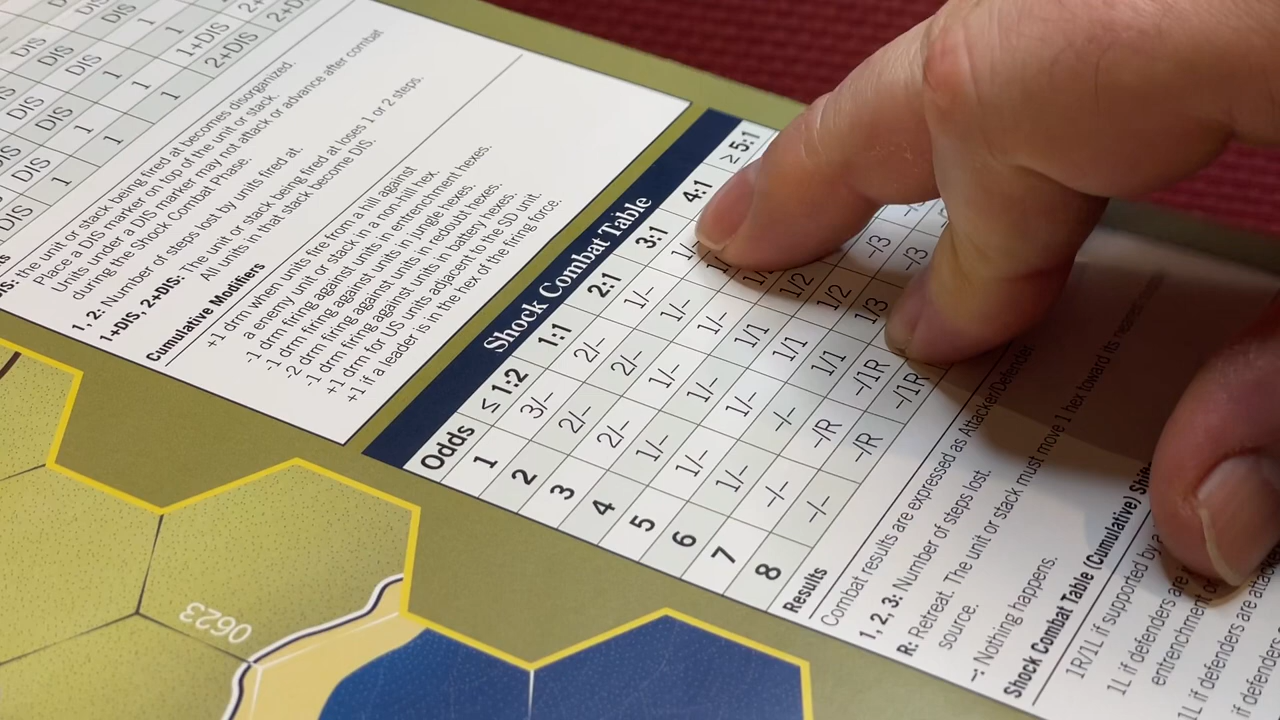 DIS DIS
DIS DIS 1
DIS 1 1+DIS 2+
DIS 1 1 1 2+DIS
the unit or stack being fired at becomes disorganized.
Place a DIS marker on top of the unit or stack.
Units under a DIS marker may not attack or advance after combat
during the Shock Combat Phase.
1, 2: Number of steps lost by units fired at.
1+DIS, 2+DIS: The unit or stack being fired at loses 1 or 2 steps.
All units in that stack become DIS.
Cumulative Modifiers
+1 drm when units fire from a hill against
a enemy unit or stack in a non-hill hex.
-1 drm firing against units in entrenchment hexes.
-1 drm firing against units in jungle hexes.
-2 drm firing against units in redoubt hexes.
-1 drm firing against units in battery hexes.
+1 drm for US units adjacent to the SD unit.
+1 if a leader is in the hex of the firing force.
Shock Combat Table
Odds ≤ 1:2 1:1 2:1 3:1 4:1 ≥ 5:1
1 3/– 2/– 1/–
2 2/– 2/– 1/–
3 2/– 1/– 1/–
4 1/– 1/– 1/1 1/2
5 1/– 1/– 1/1 1/2 –/3
6 1/– –/– 1/1 1/3 –/3
7 –/– –/R –/1R
8 –/– –/R –/1R
Results
Combat results are expressed as Attacker/Defender.
1, 2, 3: Number of steps lost.
R: Retreat. The unit or stack must move 1 hex toward its
source.
–: Nothing happens.
Shock Combat Table (Cumulative)
1R/1L if supported by
1L if defenders are
entrenchment or
1L if defenders are
if defenders
0623